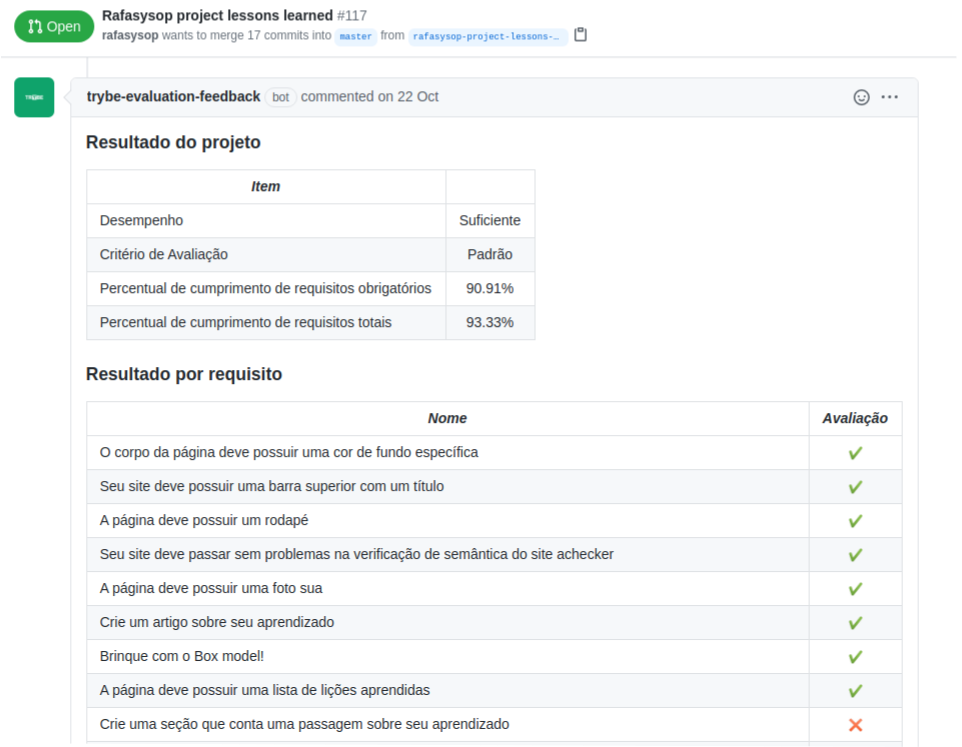 Open
Rafasysop project lessons learned #117
rafasysop wants to merge 17 commits into master from rafasysop-project-lessons-…
TRYBE
trybe-evaluation-feedback bot commented on 22 Oct
Resultado do projeto
Item
Desempenho Suficiente
Critério de Avaliação Padrão
Percentual de cumprimento de requisitos obrigatórios 90.91%
Percentual de cumprimento de requisitos totais 93.33%
Resultado por requisito
Nome Avaliação
O corpo da página deve possuir uma cor de fundo específica ✔
Seu site deve possuir uma barra superior com um título ✔
A página deve possuir um rodapé ✔
Seu site deve passar sem problemas na verificação de semântica do site achecker ✔
A página deve possuir uma foto sua ✔
Crie um artigo sobre seu aprendizado ✔
Brinque com o Box model! ✔
A página deve possuir uma lista de lições aprendidas ✔
Crie uma seção que conta uma passagem sobre seu aprendizado ❌